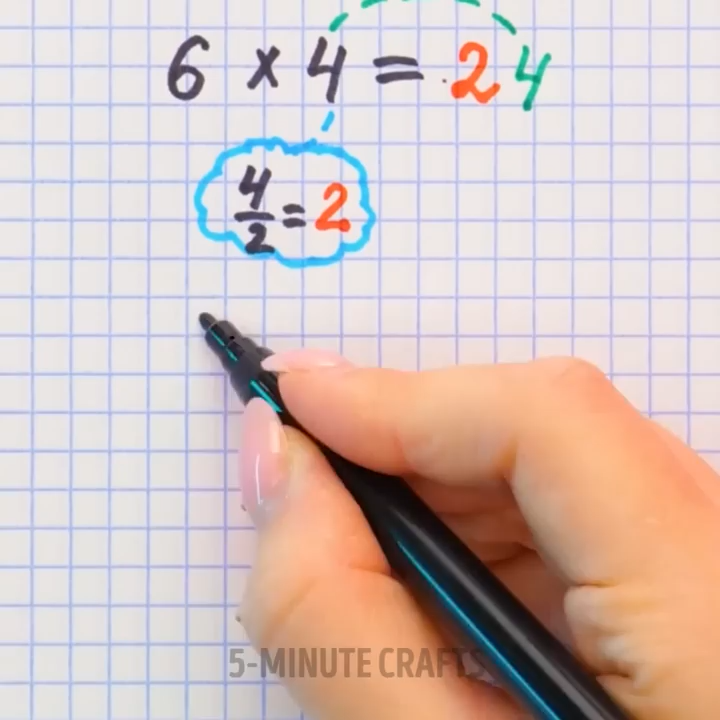 6 × 4 = 24
4/2 = 2
5-MINUTE CRAFTS